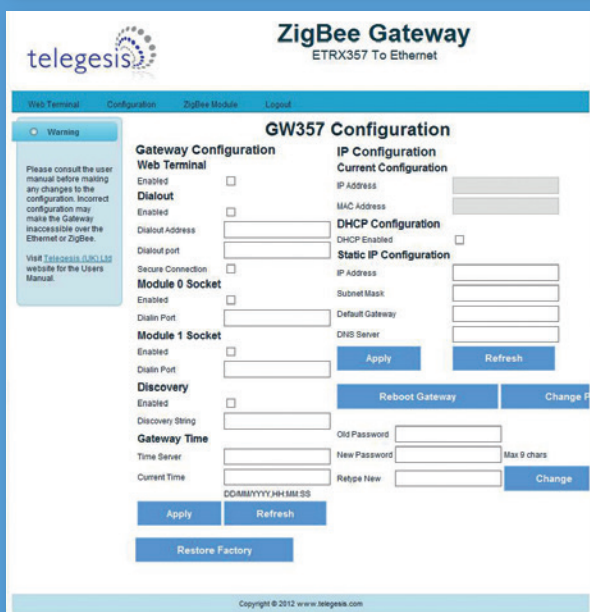 telegesis
ZigBee Gateway
ETRX357 To Ethernet
Web Terminal Configuration ZigBee Module Logout
Warning
Please consult the user
manual before making
any changes to the
configuration. Incorrect
configuration may
make the Gateway
inaccessible over the
Ethernet or ZigBee.
Visit Telegesis (UK) Ltd
website for the Users
Manual.
GW357 Configuration
Gateway Configuration
Web Terminal
Enabled
Dialout
Enabled
Dialout Address
Dialout port
Secure Connection
Module 0 Socket
Enabled
Dialin Port
Module 1 Socket
Enabled
Dialin Port
Discovery
Enabled
Discovery String
Gateway Time
Time Server
Current Time
DD/MM/YYYY,HH:MM:SS
Apply Refresh
Restore Factory
IP Configuration
Current Configuration
IP Address
MAC Address
DHCP Configuration
DHCP Enabled
Static IP Configuration
IP Address
Subnet Mask
Default Gateway
DNS Server
Apply Refresh
Reboot Gateway Change P
Old Password
New Password Max 9 chars
Retype New Change
Copyright © 2012 www.telegesis.com